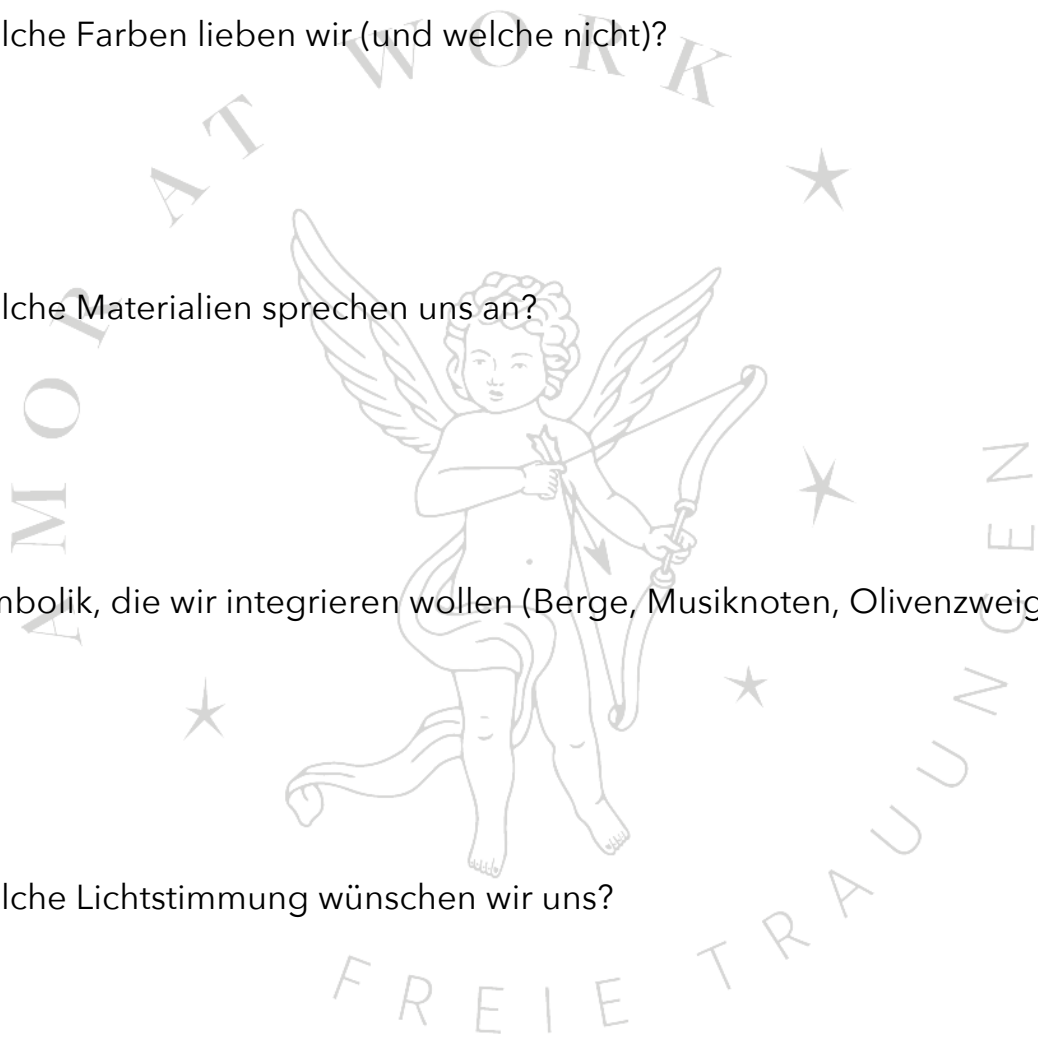 lche Farben lieben wir (und welche nicht)?
lche Materialien sprechen uns an?
mbolik, die wir integrieren wollen (Berge, Musiknoten, Olivenzweig
lche Lichtstimmung wünschen wir uns?
AMOR AT WORK
FREIE TRAUUNGEN